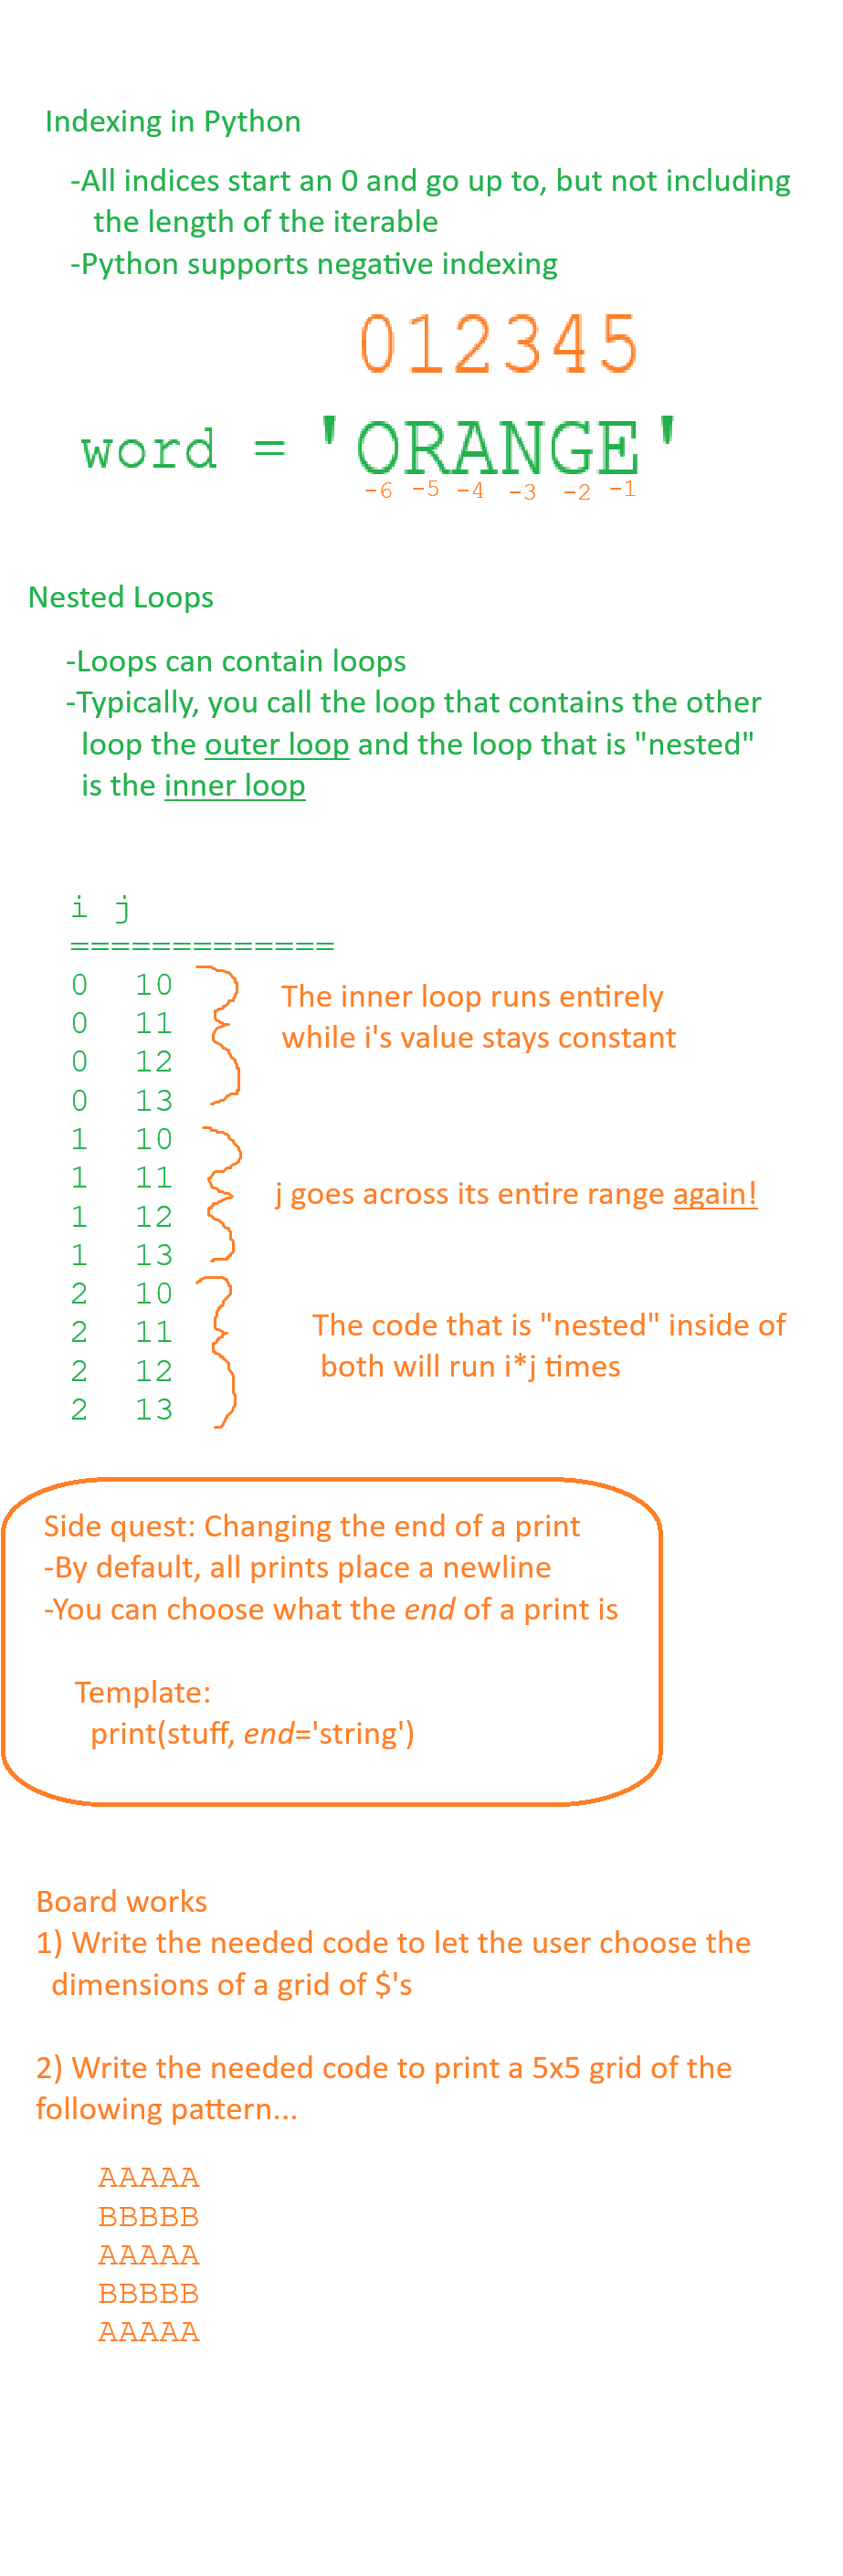 Indexing in Python
-All indices start an 0 and go up to, but not including
the length of the iterable
-Python supports negative indexing
012345
word = 'ORANGE'
-6 -5 -4 -3 -2 -1
Nested Loops
-Loops can contain loops
-Typically, you call the loop that contains the other
loop the outer loop and the loop that is "nested"
is the inner loop
i j
=============
0 10
0 11
0 12
0 13
The inner loop runs entirely
while i's value stays constant
1 10
1 11
1 12
1 13
j goes across its entire range again!
2 10
2 11
2 12
2 13
The code that is "nested" inside of
both will run i*j times
Side quest: Changing the end of a print
-By default, all prints place a newline
-You can choose what the end of a print is
Template:
print(stuff, end='string')
Board works
1) Write the needed code to let the user choose the
dimensions of a grid of $'s
2) Write the needed code to print a 5x5 grid of the
following pattern...
AAAAA
BBBBB
AAAAA
BBBBB
AAAAA